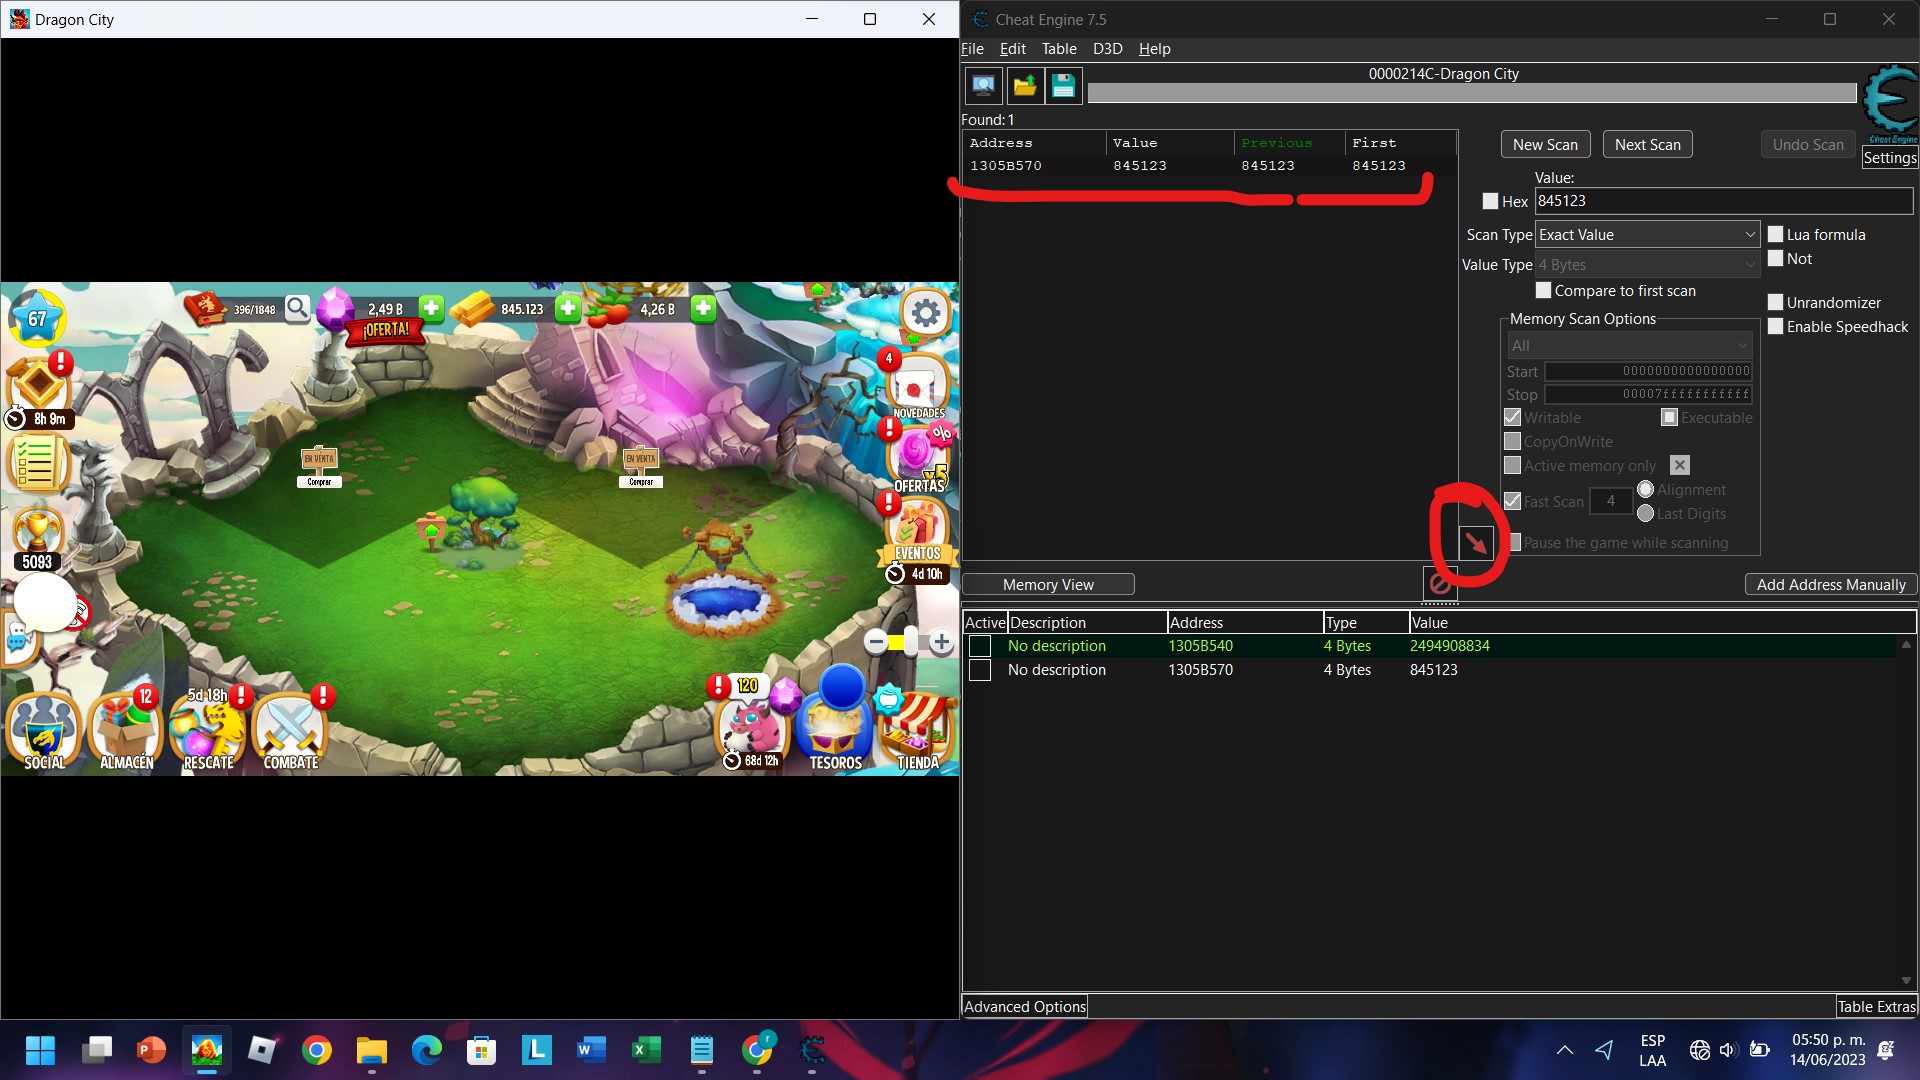 Dragon City
67
396/1848
2,49 B
¡OFERTA!
845.123
4,26 B
8h 9m
4
NOVEDADES
EN VENTA
Comprar
EN VENTA
Comprar
%
x5
OFERTAS
5093
EVENTOS
4d 10h
12
5d 18h
120
SOCIAL
ALMACÉN
RESCATE
COMBATE
68d 12h
TESOROS
TIENDA
Cheat Engine 7.5
File Edit Table D3D Help
0000214C-Dragon City
Cheat Engine
Found: 1
Settings
Address Value Previous First
1305B570 845123 845123 845123
New Scan Next Scan Undo Scan
Value:
Hex 845123
Scan Type Exact Value
Lua formula
Value Type 4 Bytes
Not
Compare to first scan
Unrandomizer
Enable Speedhack
Memory Scan Options
All
Start 0000000000000000
Stop 00007fffffffffff
Writable Executable
CopyOnWrite
Active memory only
Fast Scan 4 Alignment
Last Digits
Pause the game while scanning
Memory View
Add Address Manually
Active Description Address Type Value
No description 1305B540 4 Bytes 2494908834
No description 1305B570 4 Bytes 845123
Advanced Options
Table Extras
P
L
W
X
r
ESP
LAA
05:50 p. m.
14/06/2023